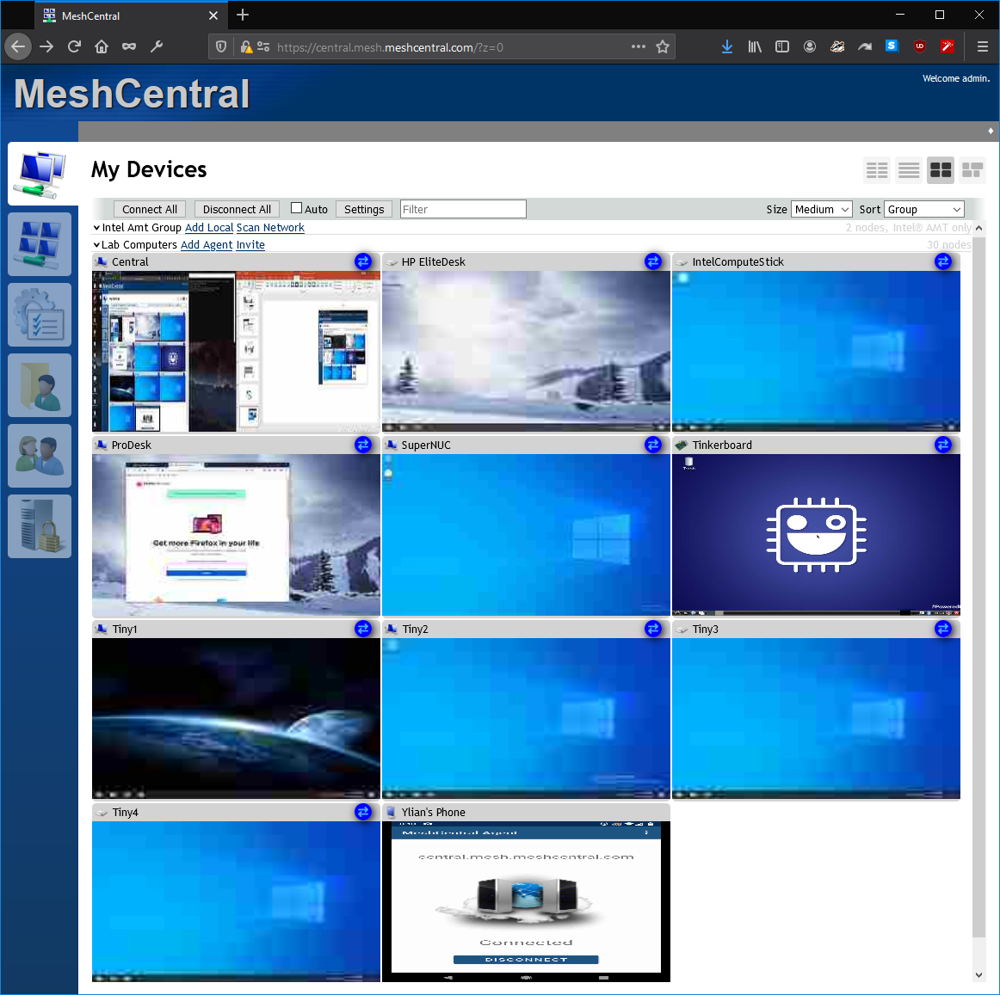 MeshCentral
https://central.mesh.meshcentral.com/?z=0
MeshCentral
Welcome admin.
My Devices
Connect All Disconnect All Auto Settings Filter Size Medium Sort Group
Intel Amt Group Add Local Scan Network 2 nodes, Intel® AMT only
Lab Computers Add Agent Invite 30 nodes
Central HP EliteDesk IntelComputeStick
ProDesk SuperNUC Tinkerboard
Get more Firefox in your life
Tiny1 Tiny2 Tiny3
Tiny4 Ylian's Phone
MeshCentral Agent
central.mesh.meshcentral.com
Connected
DISCONNECT